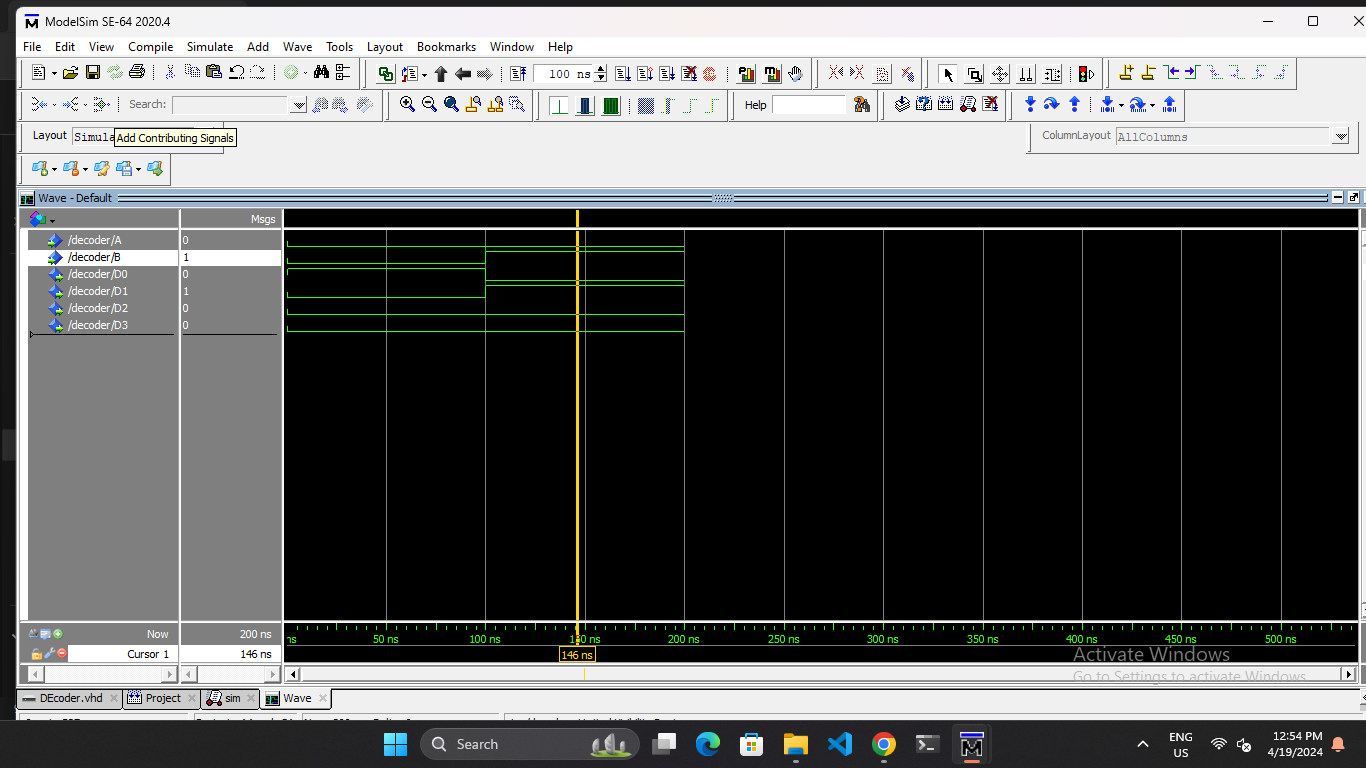 ModelSim SE-64 2020.4
File Edit View Compile Simulate Add Wave Tools Layout Bookmarks Window Help
100 ns
Search:
Help
Layout Simula
Add Contributing Signals
ColumnLayout AllColumns
Wave - Default
Msgs
/decoder/A 0
/decoder/B 1
/decoder/D0 0
/decoder/D1 1
/decoder/D2 0
/decoder/D3 0
Now 200 ns
ns 50 ns 100 ns 150 ns 200 ns 250 ns 300 ns 350 ns 400 ns 450 ns 500 ns
Cursor 1 146 ns
146 ns
Activate Windows
Go to Settings to activate Windows.
DEcoder.vhd Project sim Wave
Search
ENG
US
12:54 PM
4/19/2024